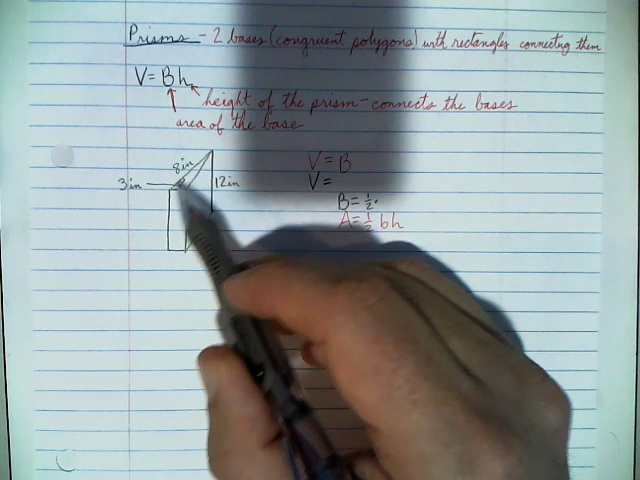 Prisms - 2 bases (congruent polygons) with rectangles connecting them
V = Bh
height of the prism - connects the bases
area of the base
8in
3in
12in
V = B
V =
B = ½·
A = ½ bh